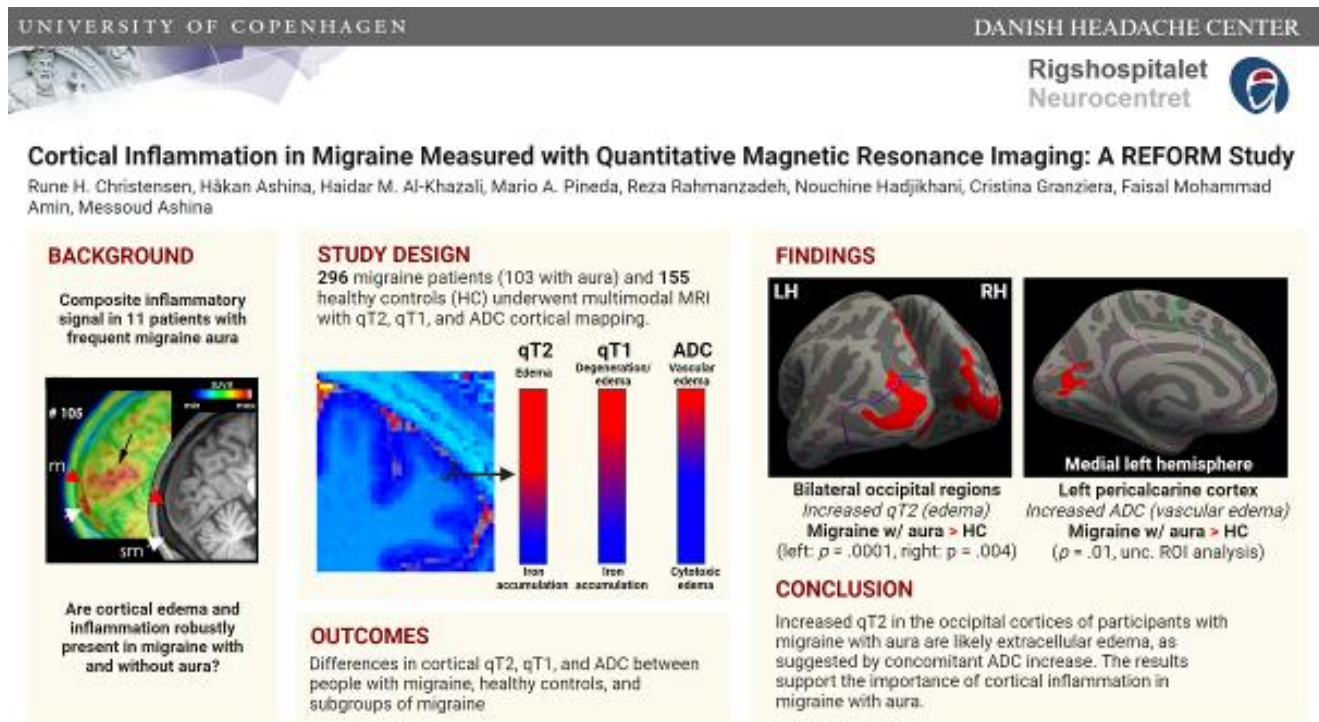 UNIVERSITY OF COPENHAGEN
DANISH HEADACHE CENTER
Rigshospitalet
Neurocentret
Cortical Inflammation in Migraine Measured with Quantitative Magnetic Resonance Imaging: A REFORM Study
Rune H. Christensen, Håkan Ashina, Haidar M. Al-Khazali, Mario A. Pineda, Reza Rahmanzadeh, Nouchine Hadjikhani, Cristina Granziera, Faisal Mohammad
Amin, Messoud Ashina
BACKGROUND
Composite inflammatory
signal in 11 patients with
frequent migraine aura
min
max
# 105
m
sm
Are cortical edema and
inflammation robustly
present in migraine with
and without aura?
STUDY DESIGN
296 migraine patients (103 with aura) and 155
healthy controls (HC) underwent multimodal MRI
with qT2, qT1, and ADC cortical mapping.
qT2 qT1 ADC
Edema
Degeneration/
edema
Vascular
edema
Iron
accumulation
Iron
accumulation
Cytotoxic
edema
OUTCOMES
Differences in cortical qT2, qT1, and ADC between
people with migraine, healthy controls, and
subgroups of migraine
FINDINGS
LH RH
Bilateral occipital regions
Increased qT2 (edema)
Migraine w/ aura > HC
(left: p = .0001, right: p = .004)
Medial left hemisphere
Left pericalcarine cortex
Increased ADC (vascular edema)
Migraine w/ aura > HC
(p = .01, unc. ROI analysis)
CONCLUSION
Increased qT2 in the occipital cortices of participants with
migraine with aura are likely extracellular edema, as
suggested by concomitant ADC increase. The results
support the importance of cortical inflammation in
migraine with aura.